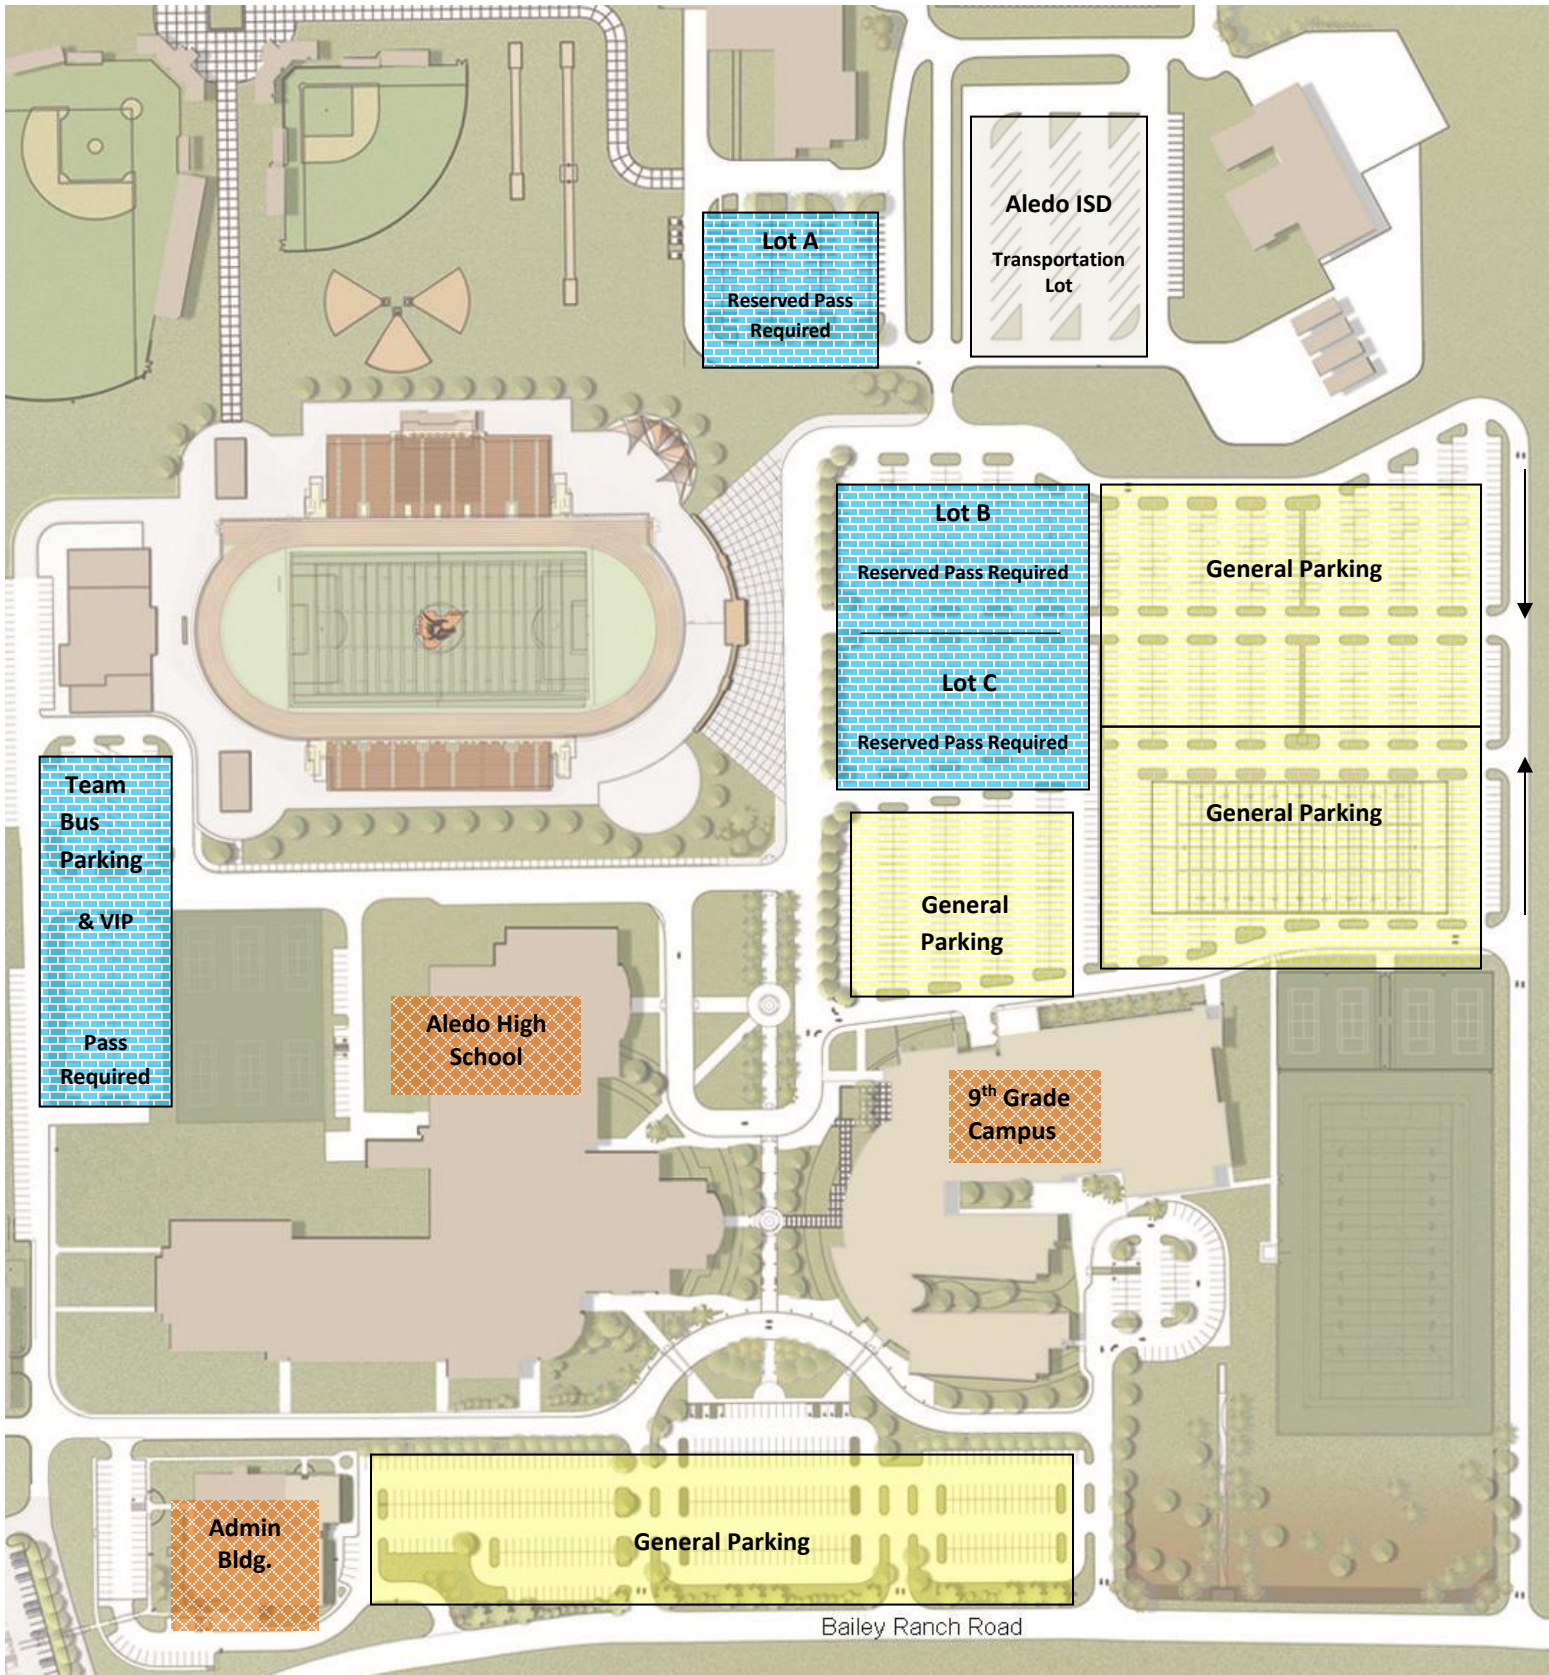 Aledo ISD
Transportation
Lot
Lot A
Reserved Pass
Required
Lot B
Reserved Pass Required
General Parking
Lot C
Reserved Pass Required
General Parking
Team
Bus
Parking
& VIP
Pass
Required
General
Parking
Aledo High
School
9th Grade
Campus
Admin
Bldg.
General Parking
Bailey Ranch Road